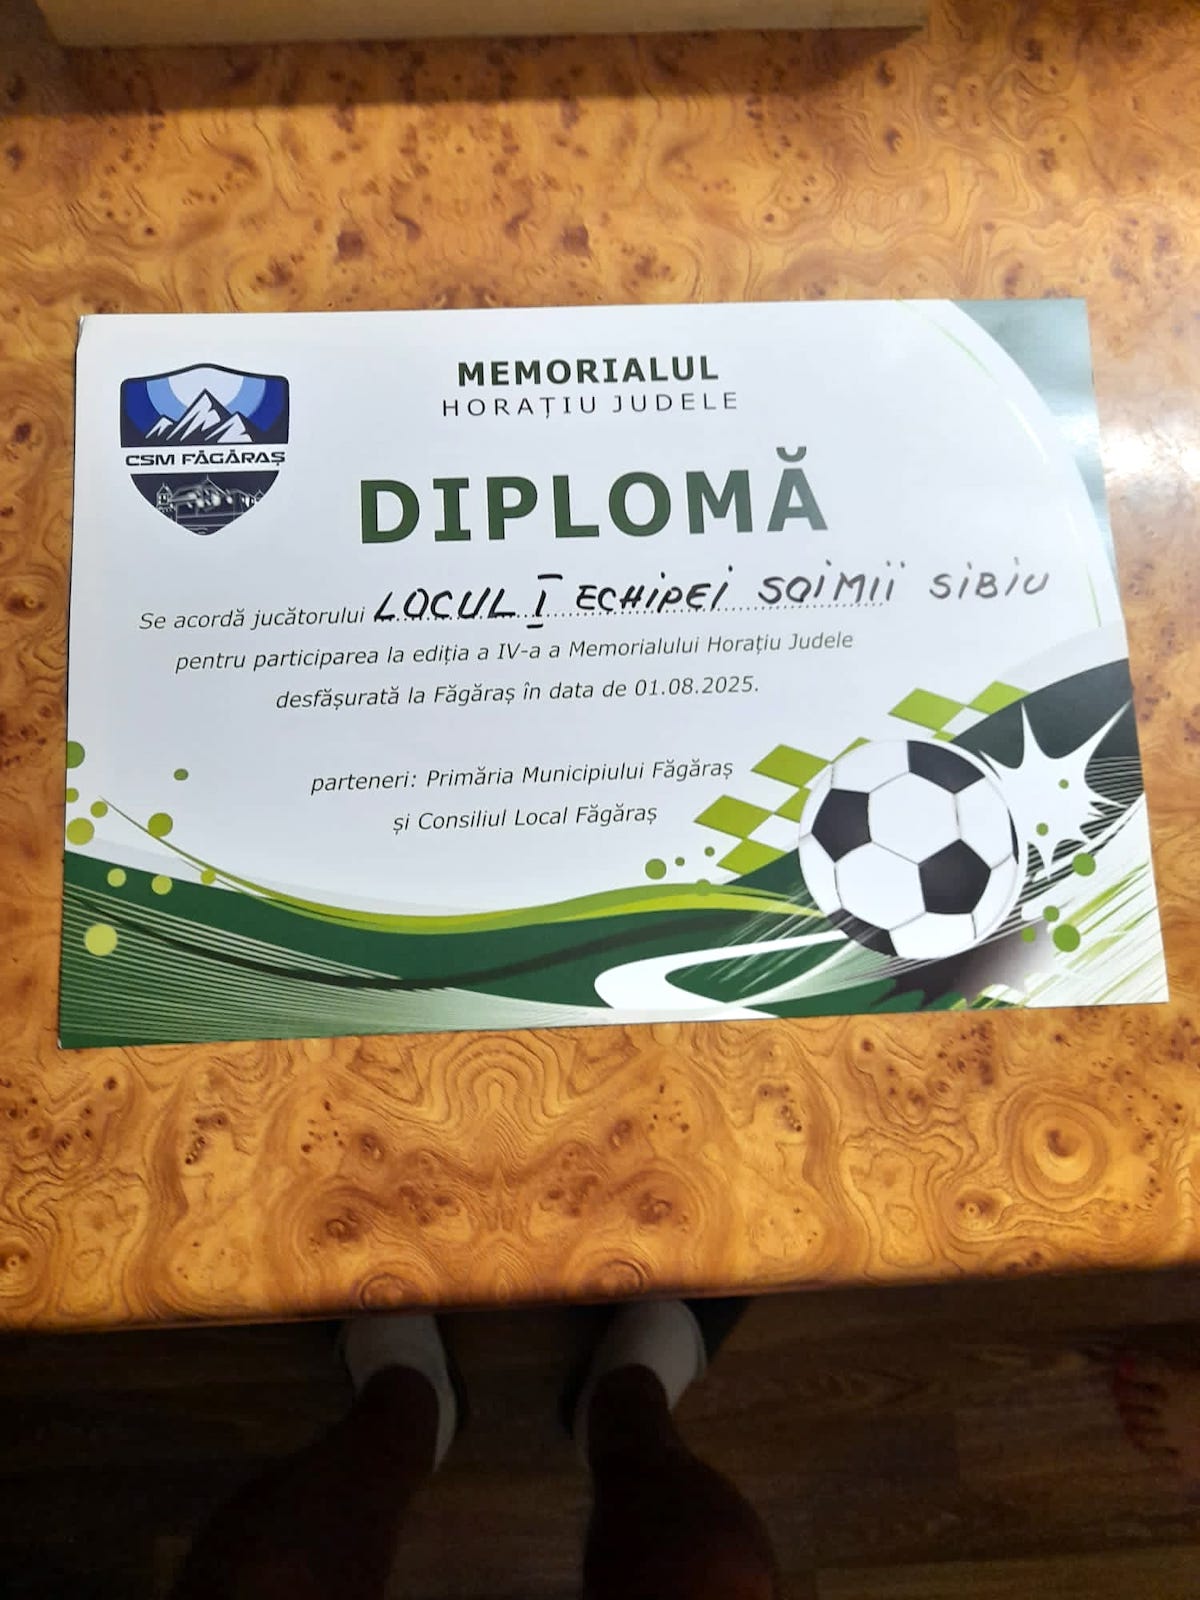 MEMORIALUL
HORAȚIU JUDELE
CSM FĂGĂRAȘ
DIPLOMĂ
Se acordă jucătorului LOCUL I ECHIPEI SOIMII SIBIU
pentru participarea la ediția a IV-a a Memorialului Horațiu Judele
desfășurată la Făgăraș în data de 01.08.2025.
parteneri: Primăria Municipiului Făgăraș
și Consiliul Local Făgăraș